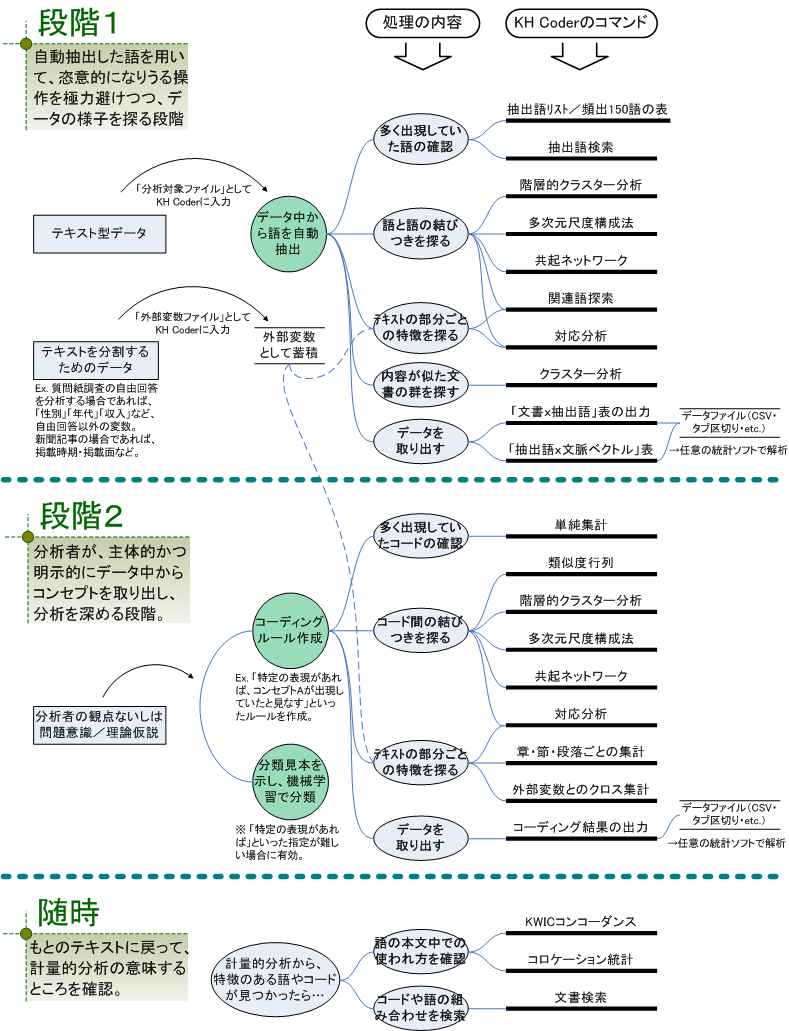 段階１
処理の内容
KH Coderのコマンド
自動抽出した語を用い
て、恣意的になりうる操
作を極力避けつつ、デー
タの様子を探る段階
「分析対象ファイル」として
KH Coderに入力
テキスト型データ
データ中か
ら語を自動
抽出
「外部変数ファイル」として
KH Coderに入力
テキストを分割する
ためのデータ
Ex. 質問紙調査の自由回答
を分析する場合であれば、
「性別」「年代」「収入」など、
自由回答以外の変数。
新聞記事の場合であれば、
掲載時期・掲載面など。
外部変数
として蓄積
多く出現してい
た語の確認
抽出語リスト／頻出150語の表
抽出語検索
語と語の結び
つきを探る
階層的クラスター分析
多次元尺度構成法
共起ネットワーク
関連語探索
テキストの部分ごと
の特徴を探る
対応分析
内容が似た文
書の群を探す
クラスター分析
データを
取り出す
「文書x抽出語」表の出力
「抽出語x文脈ベクトル」表
データファイル（CSV・
タブ区切り・etc.）
→任意の統計ソフトで解析
段階２
分析者が、主体的かつ
明示的にデータ中から
コンセプトを取り出し、
分析を深める段階。
分析者の観点ないしは
問題意識／理論仮説
コーディング
ルール作成
Ex.「特定の表現があれ
ば、コンセプトAが出現し
ていたと見なす」といっ
たルールを作成。
分類見本を
示し、機械学
習で分類
※「特定の表現があれ
ば」といった指定が難し
い場合に有効。
多く出現してい
たコードの確認
単純集計
コード間の結び
つきを探る
類似度行列
階層的クラスター分析
多次元尺度構成法
共起ネットワーク
対応分析
テキストの部分ごと
の特徴を探る
章・節・段落ごとの集計
外部変数とのクロス集計
データを
取り出す
コーディング結果の出力
データファイル（CSV・
タブ区切り・etc.）
→任意の統計ソフトで解析
随時
もとのテキストに戻って、
計量的分析の意味する
ところを確認。
計量的分析から、
特徴のある語やコード
が見つかったら…
語の本文中での
使われ方を確認
KWICコンコーダンス
コロケーション統計
コードや語の組
み合わせを検索
文書検索